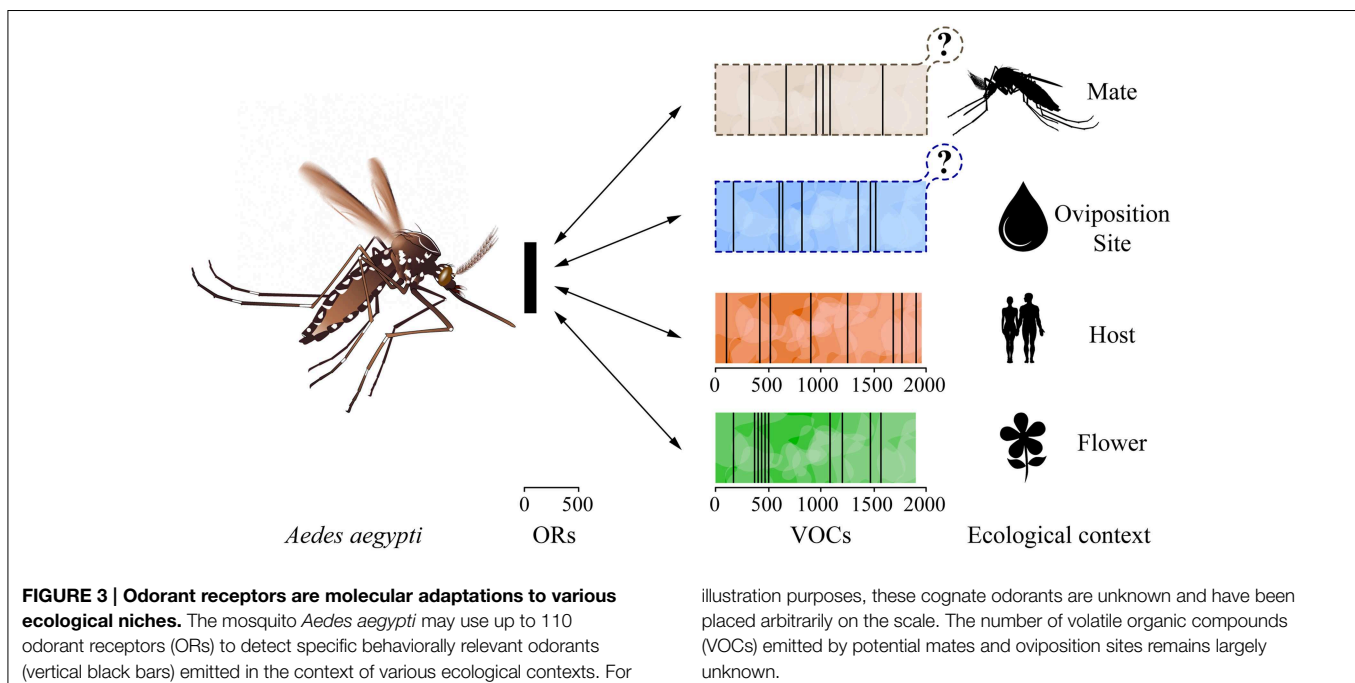 ?
Mate
?
Oviposition
Site
Host
0 500 1000 1500 2000
Flower
0 500
0 500 1000 1500 2000
Aedes aegypti ORs VOCs Ecological context
FIGURE 3 | Odorant receptors are molecular adaptations to various
ecological niches. The mosquito Aedes aegypti may use up to 110
odorant receptors (ORs) to detect specific behaviorally relevant odorants
(vertical black bars) emitted in the context of various ecological contexts. For
illustration purposes, these cognate odorants are unknown and have been
placed arbitrarily on the scale. The number of volatile organic compounds
(VOCs) emitted by potential mates and oviposition sites remains largely
unknown.